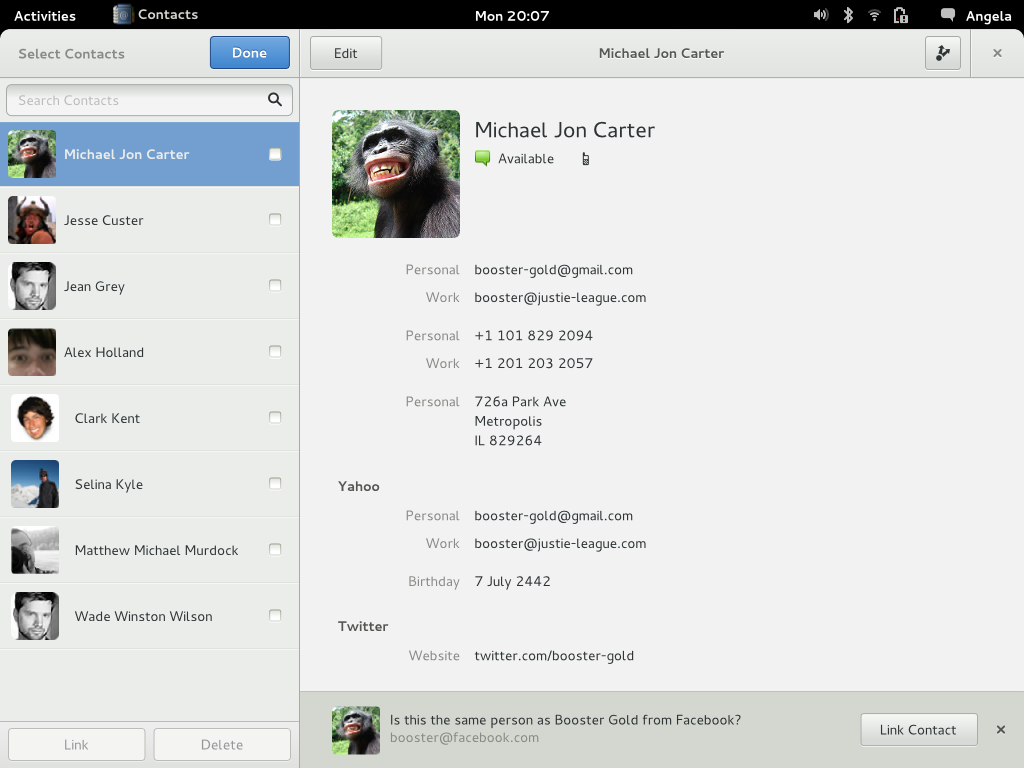 Activities
Contacts
Mon 20:07
Angela
Select Contacts
Done
Edit
Michael Jon Carter
Search Contacts
Michael Jon Carter
Jesse Custer
Jean Grey
Alex Holland
Clark Kent
Selina Kyle
Matthew Michael Murdock
Wade Winston Wilson
Link
Delete
Michael Jon Carter
Available
Personal booster-gold@gmail.com
Work booster@justie-league.com
Personal +1 101 829 2094
Work +1 201 203 2057
Personal 726a Park Ave
Metropolis
IL 829264
Yahoo
Personal booster-gold@gmail.com
Work booster@justie-league.com
Birthday 7 July 2442
Twitter
Website twitter.com/booster-gold
Is this the same person as Booster Gold from Facebook?
booster@facebook.com
Link Contact